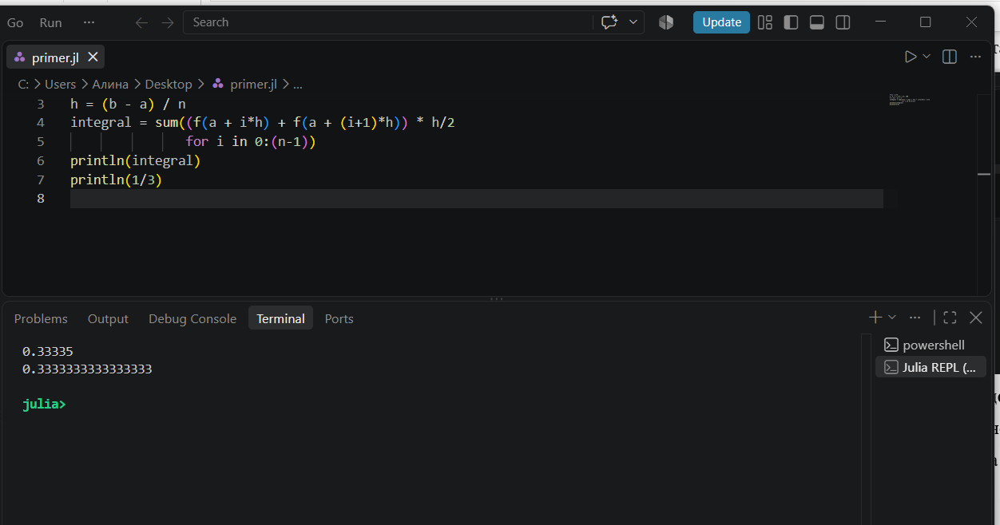 Go Run ··· Search Update
primer.jl
C: > Users > Алина > Desktop > primer.jl > ...
3 h = (b - a) / n
4 integral = sum((f(a + i*h) + f(a + (i+1)*h)) * h/2
5 for i in 0:(n-1))
6 println(integral)
7 println(1/3)
8
Problems Output Debug Console Terminal Ports
0.33335
0.3333333333333333
julia>
powershell
Julia REPL (...